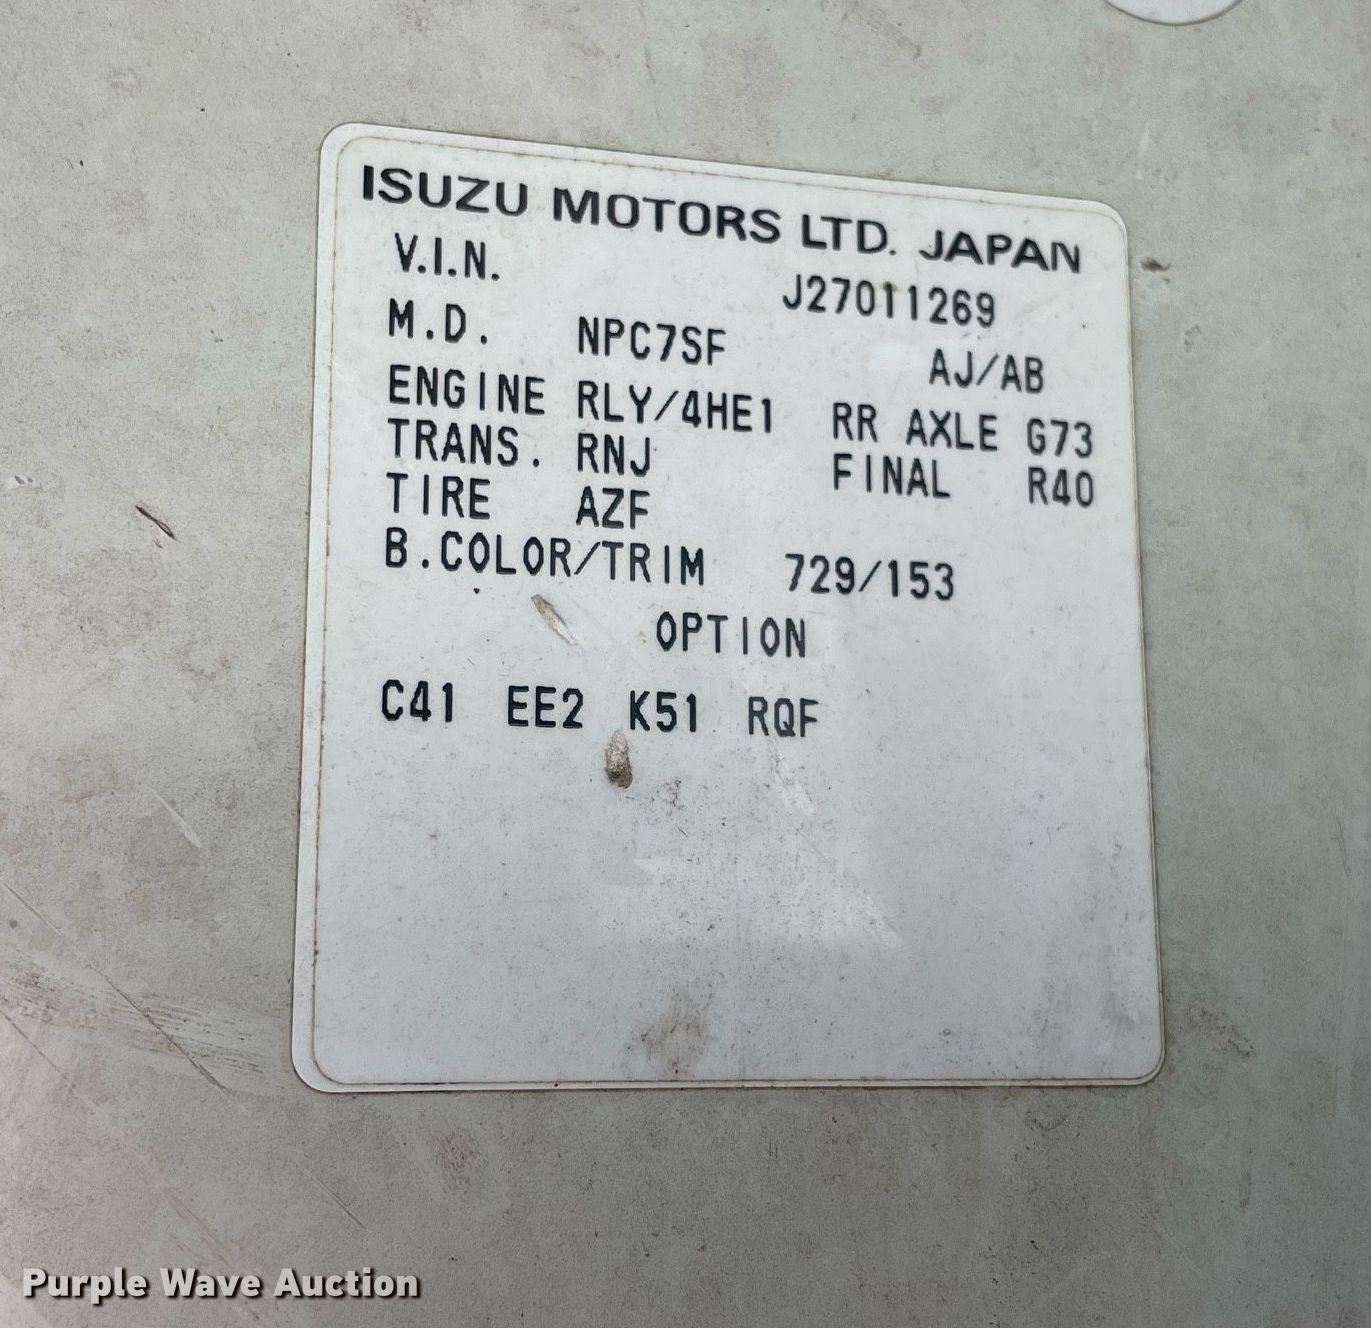 ISUZU MOTORS LTD. JAPAN
V.I.N. J27011269
M.D. NPC7SF AJ/AB
ENGINE RLY/4HE1 RR AXLE G73
TRANS. RNJ FINAL R40
TIRE AZF
B.COLOR/TRIM 729/153
OPTION
C41 EE2 K51 RQF
Purple Wave Auction